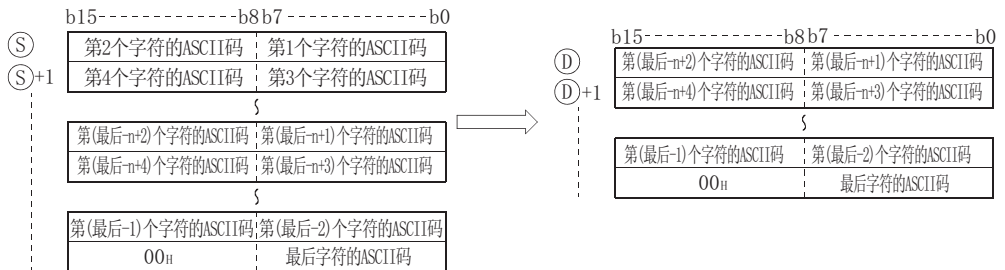 b15 b8 b7 b0
Ⓢ 第2个字符的ASCII码 第1个字符的ASCII码
Ⓢ+1 第4个字符的ASCII码 第3个字符的ASCII码
第(最后-n+2)个字符的ASCII码 第(最后-n+1)个字符的ASCII码
第(最后-n+4)个字符的ASCII码 第(最后-n+3)个字符的ASCII码
第(最后-1)个字符的ASCII码 第(最后-2)个字符的ASCII码
00H 最后字符的ASCII码
b15 b8 b7 b0
Ⓓ 第(最后-n+2)个字符的ASCII码 第(最后-n+1)个字符的ASCII码
Ⓓ+1 第(最后-n+4)个字符的ASCII码 第(最后-n+3)个字符的ASCII码
第(最后-1)个字符的ASCII码 第(最后-2)个字符的ASCII码
00H 最后字符的ASCII码